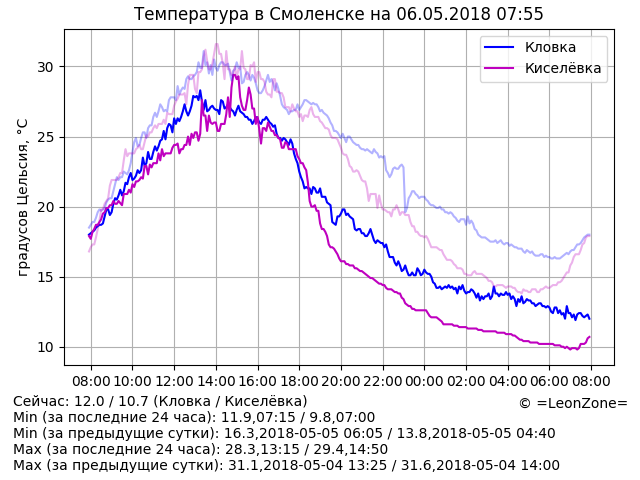 Температура в Смоленске на 06.05.2018 07:55
Кловка
Киселёвка
градусов Цельсия, °C
30
25
20
15
10
08:00 10:00 12:00 14:00 16:00 18:00 20:00 22:00 00:00 02:00 04:00 06:00 08:00
Сейчас: 12.0 / 10.7 (Кловка / Киселёвка)
© =LeonZone=
Min (за последние 24 часа): 11.9,07:15 / 9.8,07:00
Min (за предыдущие сутки): 16.3,2018-05-05 06:05 / 13.8,2018-05-05 04:40
Max (за последние 24 часа): 28.3,13:15 / 29.4,14:50
Max (за предыдущие сутки): 31.1,2018-05-04 13:25 / 31.6,2018-05-04 14:00